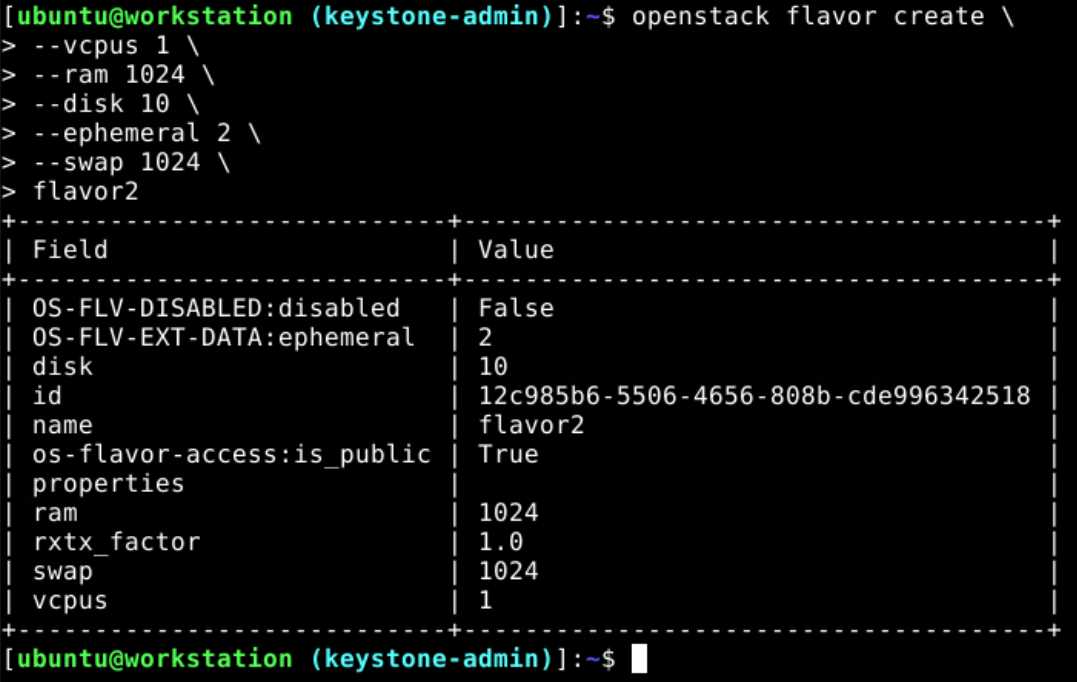 [ubuntu@workstation (keystone-admin)]:~$ openstack flavor create \
> --vcpus 1 \
> --ram 1024 \
> --disk 10 \
> --ephemeral 2 \
> --swap 1024 \
> flavor2
+----------------------------+--------------------------------------+
| Field                      | Value                                |
+----------------------------+--------------------------------------+
| OS-FLV-DISABLED:disabled   | False                                |
| OS-FLV-EXT-DATA:ephemeral  | 2                                    |
| disk                       | 10                                   |
| id                         | 12c985b6-5506-4656-808b-cde996342518 |
| name                       | flavor2                              |
| os-flavor-access:is_public | True                                 |
| properties                 |                                      |
| ram                        | 1024                                 |
| rxtx_factor                | 1.0                                  |
| swap                       | 1024                                 |
| vcpus                      | 1                                    |
+----------------------------+--------------------------------------+
[ubuntu@workstation (keystone-admin)]:~$